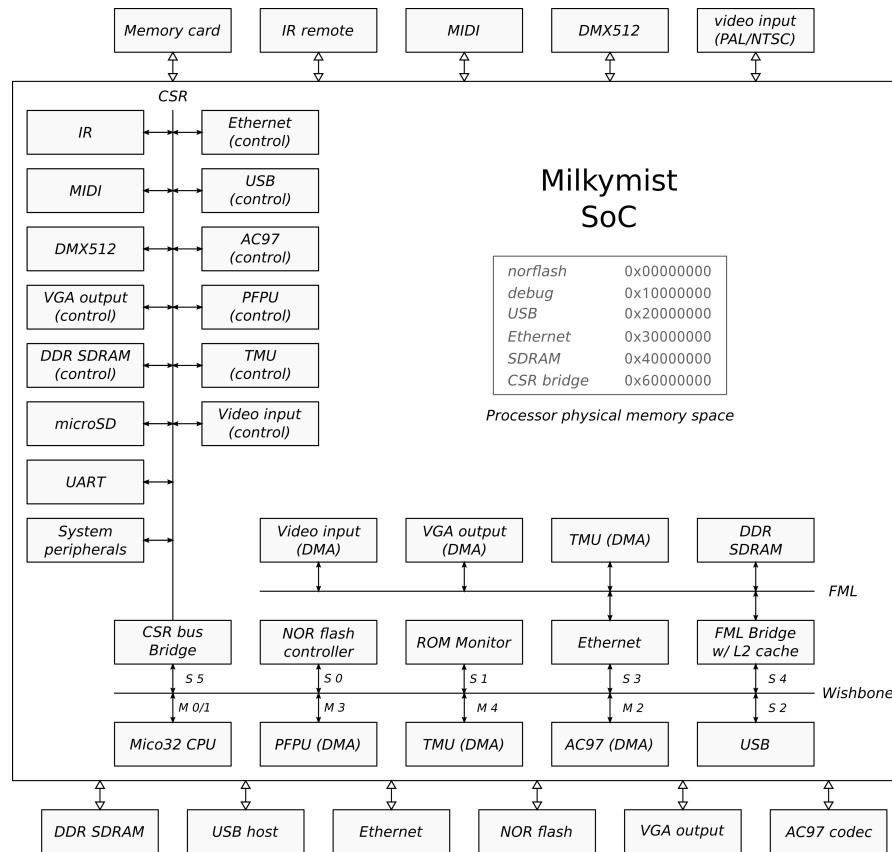 Memory card
IR remote
MIDI
DMX512
video input
(PAL/NTSC)
CSR
IR
Ethernet
(control)
MIDI
USB
(control)
DMX512
AC97
(control)
VGA output
(control)
PFPU
(control)
DDR SDRAM
(control)
TMU
(control)
microSD
Video input
(control)
UART
System
peripherals
Milkymist
SoC
norflash 0x00000000
debug 0x10000000
USB 0x20000000
Ethernet 0x30000000
SDRAM 0x40000000
CSR bridge 0x60000000
Processor physical memory space
Video input
(DMA)
VGA output
(DMA)
TMU (DMA)
DDR
SDRAM
FML
CSR bus
Bridge
NOR flash
controller
ROM Monitor
Ethernet
FML Bridge
w/ L2 cache
S 5
S 0
S 1
S 3
S 4
Wishbone
M 0/1
M 3
M 4
M 2
S 2
Mico32 CPU
PFPU (DMA)
TMU (DMA)
AC97 (DMA)
USB
DDR SDRAM
USB host
Ethernet
NOR flash
VGA output
AC97 codec